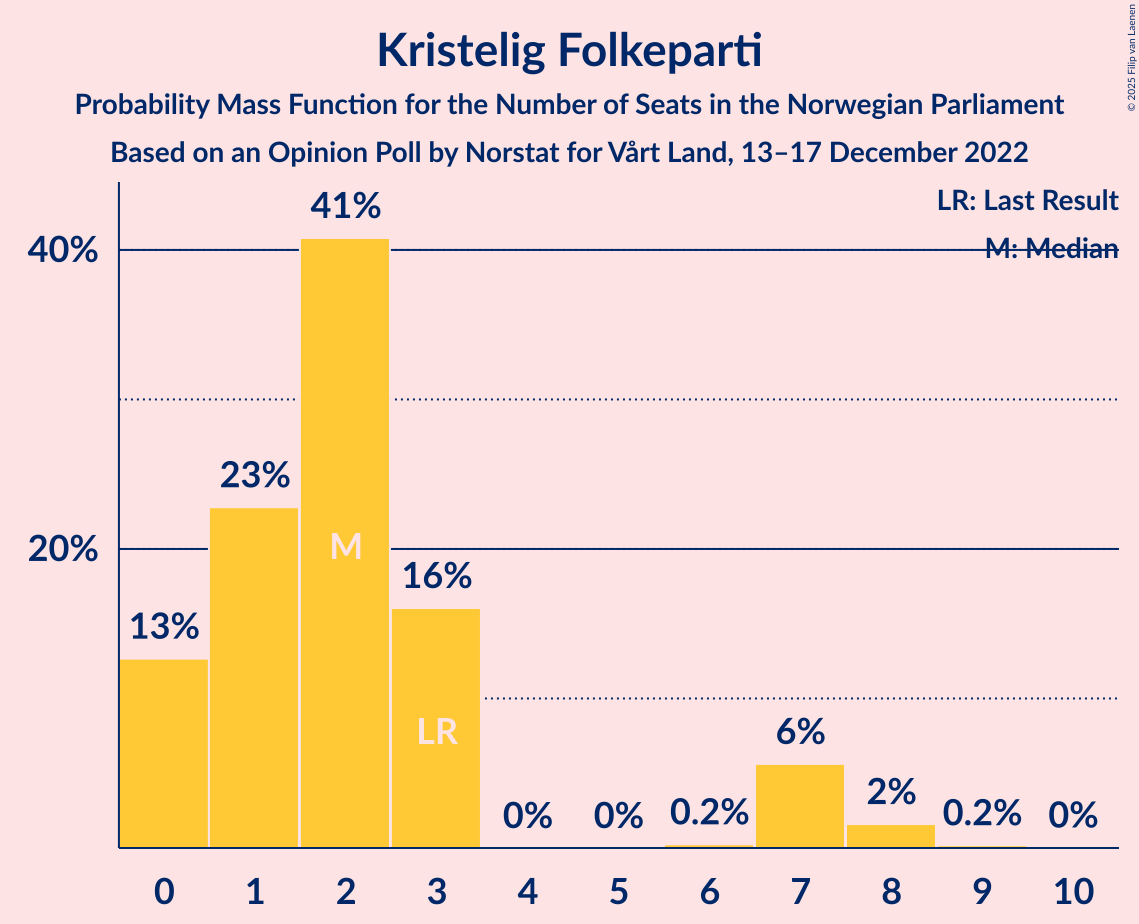 Kristelig Folkeparti
Probability Mass Function for the Number of Seats in the Norwegian Parliament
Based on an Opinion Poll by Norstat for Vårt Land, 13–17 December 2022
© 2025 Filip van Laenen
LR: Last Result
M: Median
40%
20%
13%
23%
41%
16%
0%
0%
0.2%
6%
2%
0.2%
0%
M
LR
0 1 2 3 4 5 6 7 8 9 10